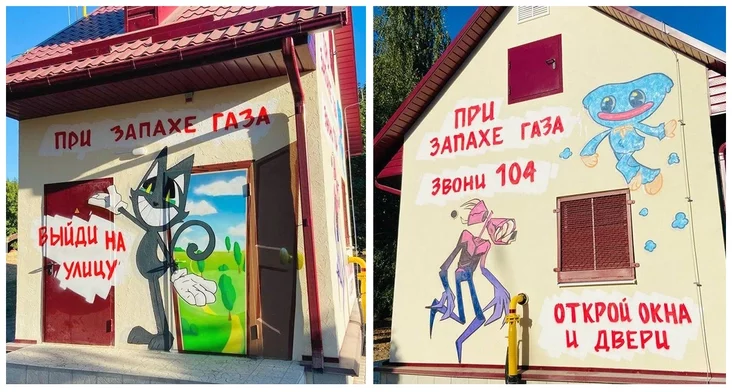 ПРИ ЗАПАХЕ ГАЗА
ВЫЙДИ НА
УЛИЦУ
ПРИ
ЗАПАХЕ ГАЗА
ЗВОНИ 104
ОТКРОЙ ОКНА
И ДВЕРИ